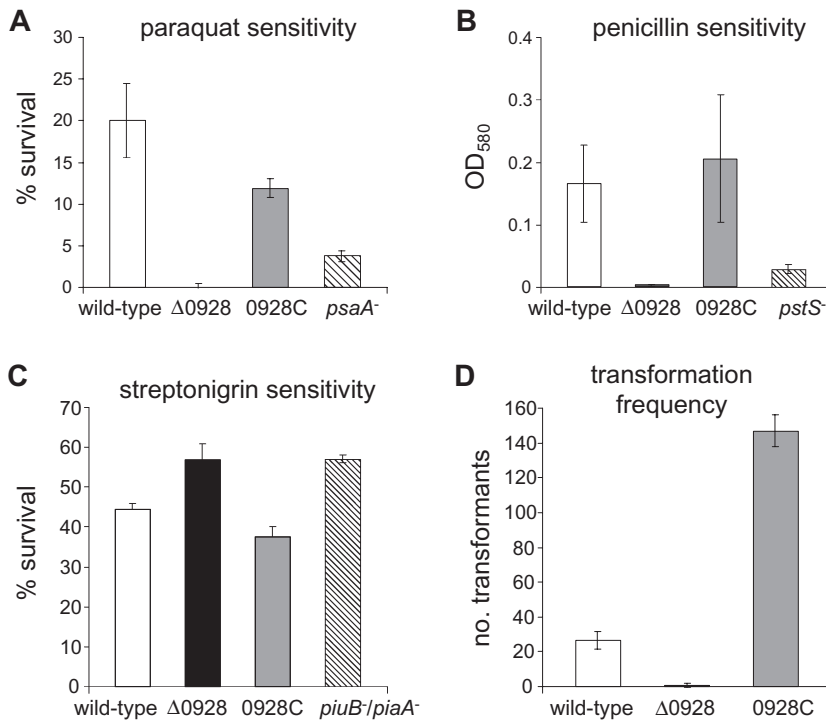 A
paraquat sensitivity
% survival
30
25
20
15
10
5
0
wild-type Δ0928 0928C psaA-
B
penicillin sensitivity
OD580
0.4
0.3
0.2
0.1
0
wild-type Δ0928 0928C pstS-
C
streptonigrin sensitivity
% survival
70
60
50
40
30
20
10
0
wild-type Δ0928 0928C piuB-/piaA-
D
transformation
frequency
no. transformants
160
140
120
100
80
60
40
20
0
wild-type Δ0928 0928C